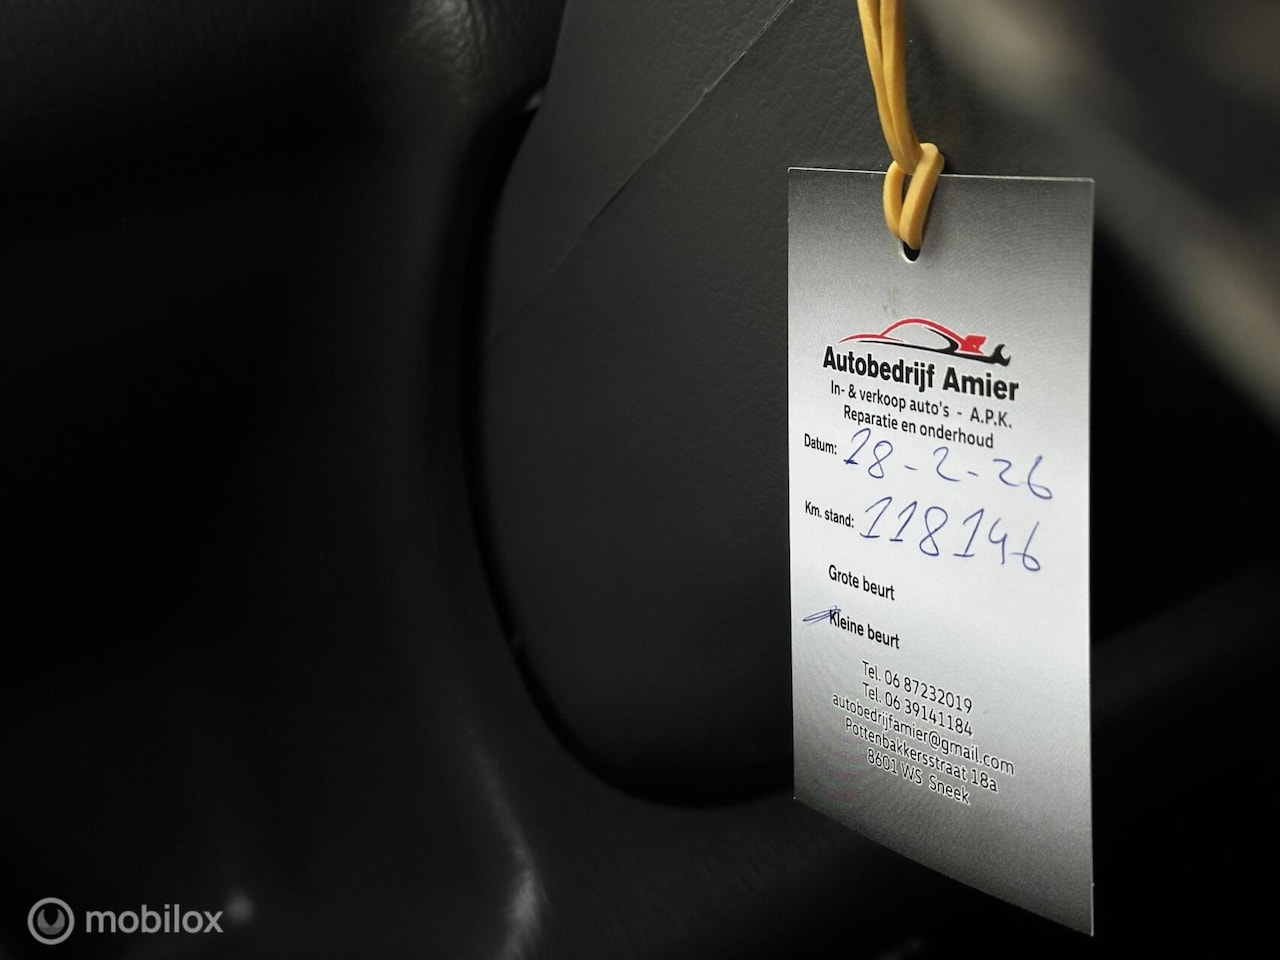 Autobedrijf Amier
In- & verkoop auto's - A.P.K.
Reparatie en onderhoud
Datum: 28-2-26
Km. stand: 118146
Grote beurt
Kleine beurt
Tel. 06 87232019
Tel. 06 39141184
autobedrijfamier@gmail.com
Pottenbakkersstraat 18a
8601 WS Sneek
mobilox